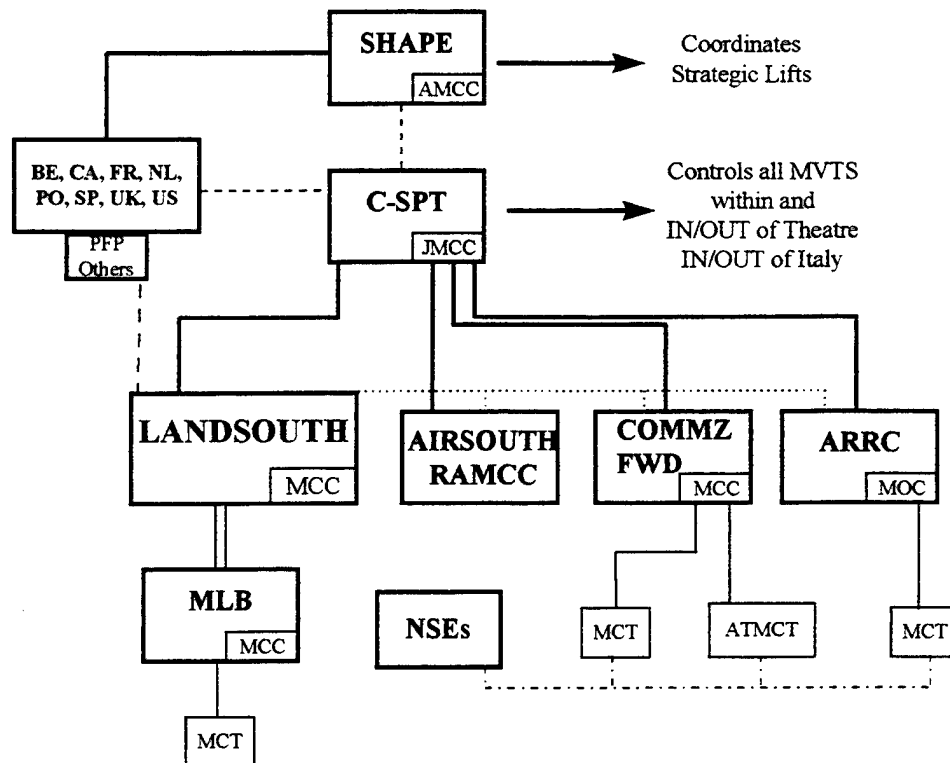 SHAPE
AMCC
Coordinates
Strategic Lifts
BE, CA, FR, NL,
PO, SP, UK, US
PFP
Others
C-SPT
JMCC
Controls all MVTS
within and
IN/OUT of Theatre
IN/OUT of Italy
LANDSOUTH
MCC
AIRSOUTH
RAMCC
COMMZ
FWD
MCC
ARRC
MOC
MLB
MCC
NSEs
MCT
ATMCT
MCT
MCT